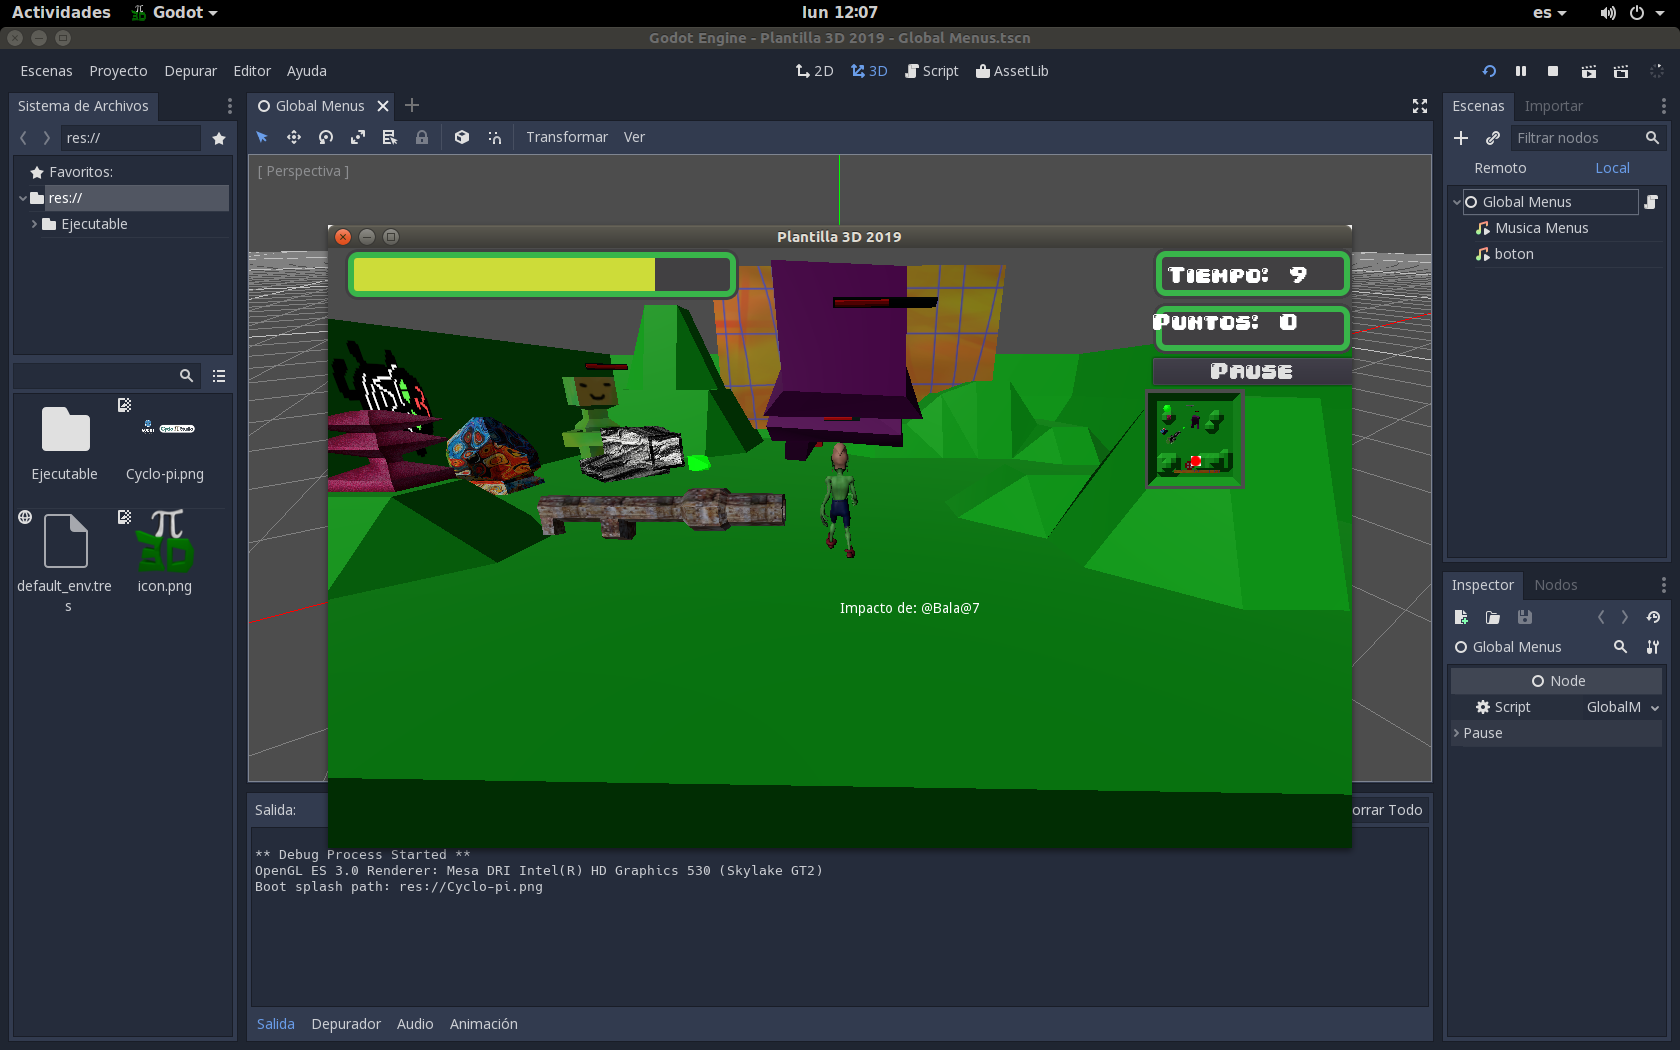 Actividades Godot lun 12:07 es
Godot Engine - Plantilla 3D 2019 - Global Menus.tscn
Escenas Proyecto Depurar Editor Ayuda 2D 3D Script AssetLib
Sistema de Archivos
res://
Favoritos:
res://
Ejecutable
Ejecutable
Cyclo-pi.png
default_env.tre
s
icon.png
Global Menus
Transformar Ver
[ Perspectiva ]
Plantilla 3D 2019
Tiempo: 9
Puntos: 0
Pause
Impacto de: @Bala@7
Salida:
orrar Todo
** Debug Process Started **
OpenGL ES 3.0 Renderer: Mesa DRI Intel(R) HD Graphics 530 (Skylake GT2)
Boot splash path: res://Cyclo-pi.png
Salida Depurador Audio Animación
Escenas Importar
Filtrar nodos
Remoto Local
Global Menus
Musica Menus
boton
Inspector Nodos
Global Menus
Node
Script GlobalM
Pause